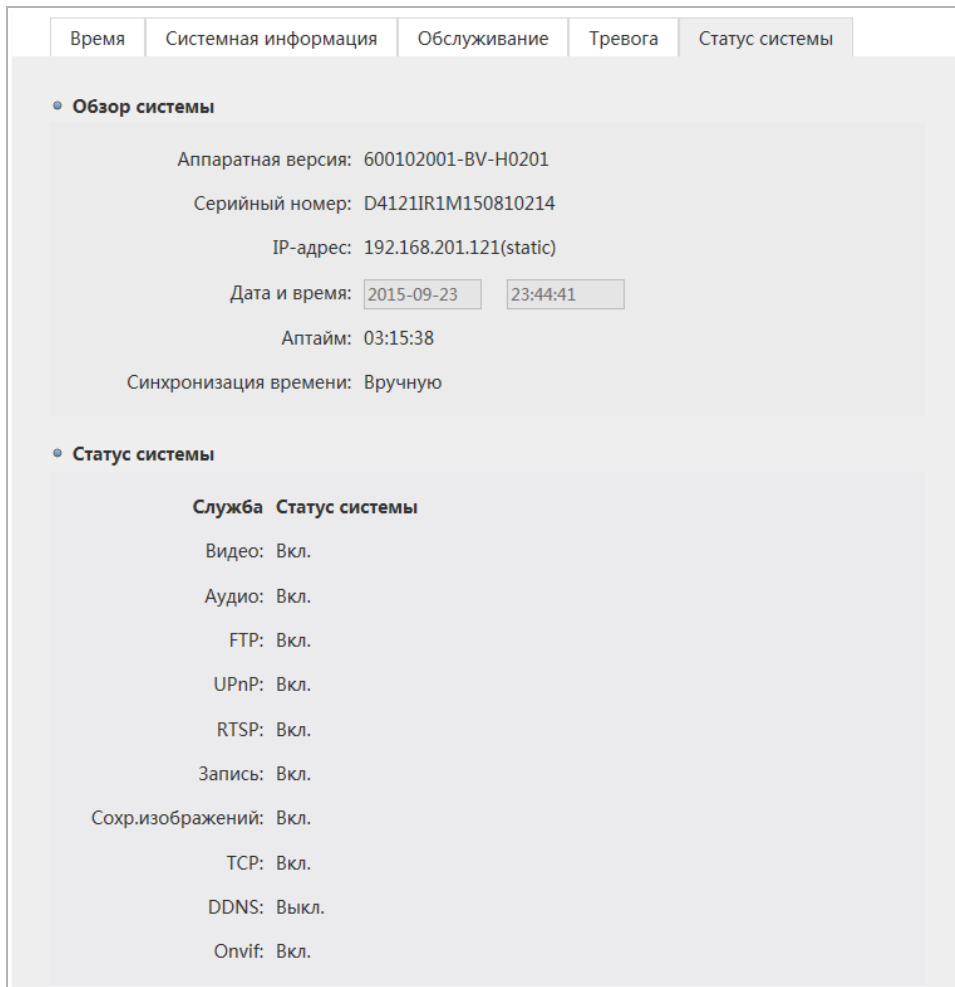 Время Системная информация Обслуживание Тревога Статус системы
Обзор системы
Аппаратная версия: 600102001-BV-H0201
Серийный номер: D4121IR1M150810214
IP-адрес: 192.168.201.121(static)
Дата и время: 2015-09-23 23:44:41
Аптайм: 03:15:38
Синхронизация времени: Вручную
Статус системы
Служба Статус системы
Видео: Вкл.
Аудио: Вкл.
FTP: Вкл.
UPnP: Вкл.
RTSP: Вкл.
Запись: Вкл.
Сохр.изображений: Вкл.
TCP: Вкл.
DDNS: Выкл.
Onvif: Вкл.